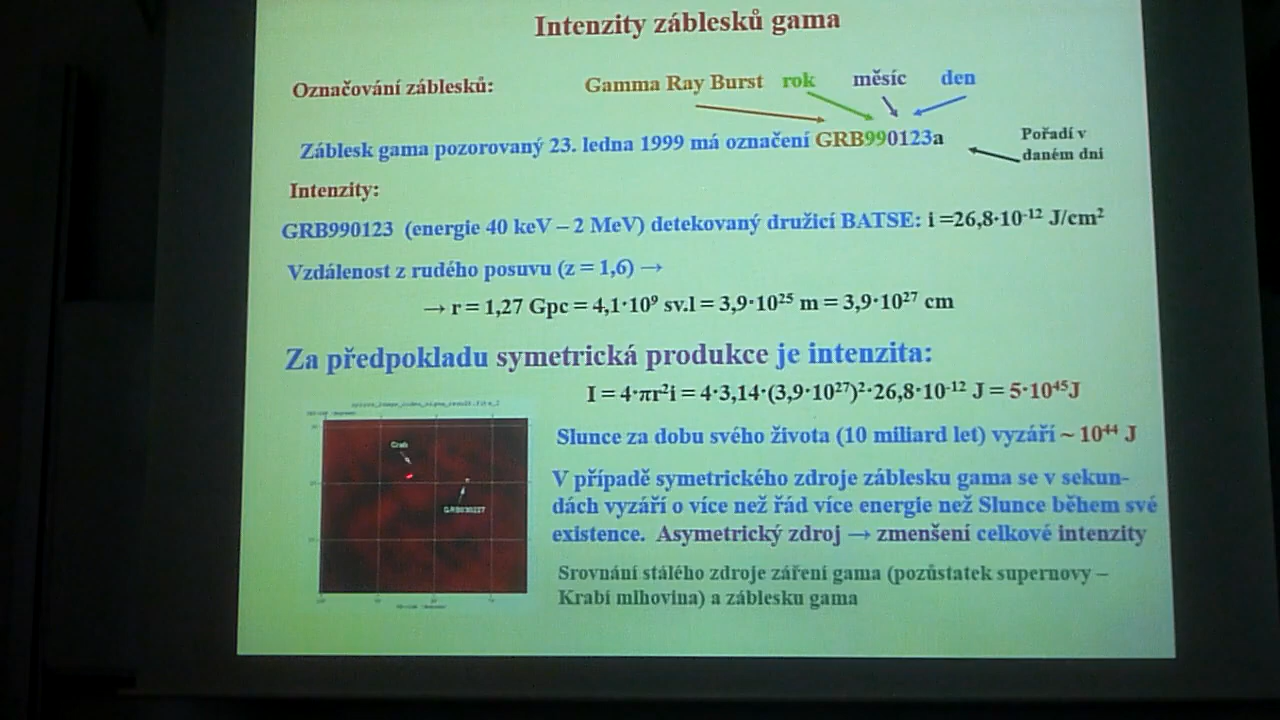 Intenzity záblesků gama
Označování záblesků:
Gamma Ray Burst rok měsíc den
Záblesk gama pozorovaný 23. ledna 1999 má označení GRB990123a
Pořadí v
daném dni
Intenzity:
GRB990123 (energie 40 keV – 2 MeV) detekovaný družicí BATSE: i =26,8·10⁻¹² J/cm²
Vzdálenost z rudého posuvu (z = 1,6) →
→ r = 1,27 Gpc = 4,1·10⁹ sv.l = 3,9·10²⁵ m = 3,9·10²⁷ cm
Za předpokladu symetrická produkce je intenzita:
I = 4·πr²i = 4·3,14·(3,9·10²⁷)²·26,8·10⁻¹² J = 5·10⁴⁵J
Slunce za dobu svého života (10 miliard let) vyzáří ~ 10⁴⁴ J
V případě symetrického zdroje záblesku gama se v sekun-
dách vyzáří o více než řád více energie než Slunce během své
existence. Asymetrický zdroj → zmenšení celkové intenzity
Srovnání stálého zdroje záření gama (pozůstatek supernovy –
Krabí mlhovina) a záblesku gama
Crab